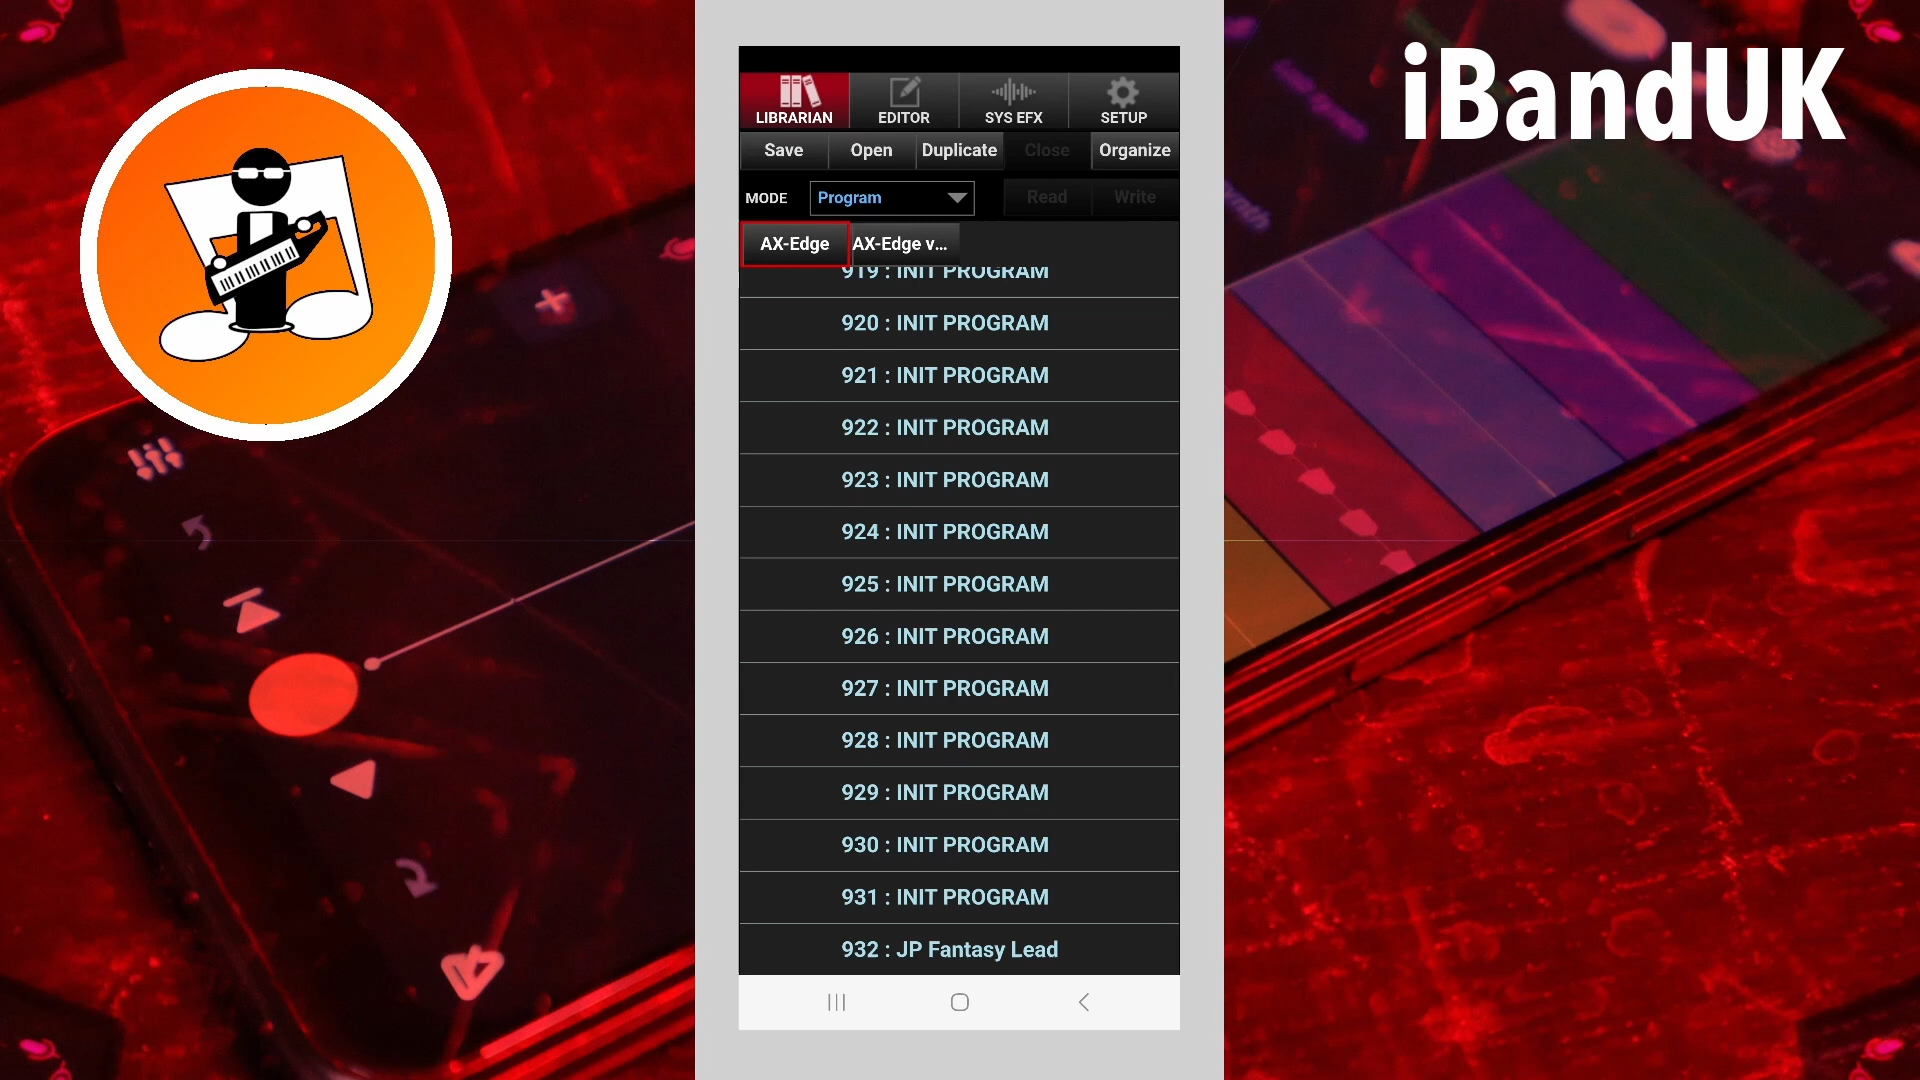 iBandUK
LIBRARIAN EDITOR SYS EFX SETUP
Save Open Duplicate Close Organize
MODE Program Read Write
AX-Edge AX-Edge v...
919 : INIT PROGRAM
920 : INIT PROGRAM
921 : INIT PROGRAM
922 : INIT PROGRAM
923 : INIT PROGRAM
924 : INIT PROGRAM
925 : INIT PROGRAM
926 : INIT PROGRAM
927 : INIT PROGRAM
928 : INIT PROGRAM
929 : INIT PROGRAM
930 : INIT PROGRAM
931 : INIT PROGRAM
932 : JP Fantasy Lead